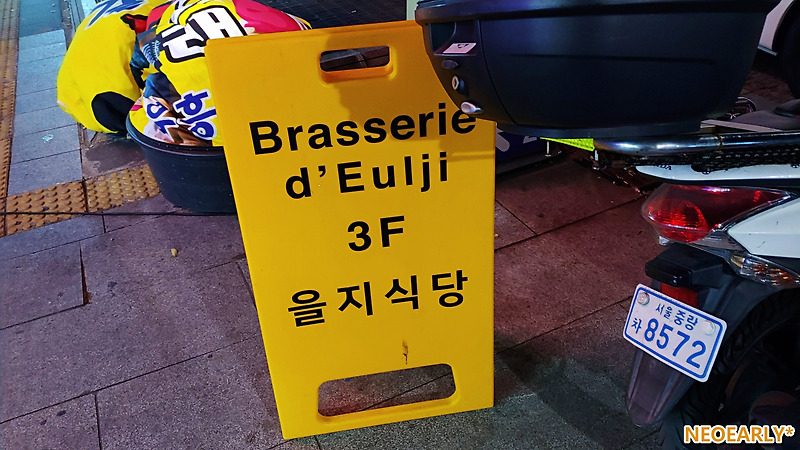 Brasserie
d'Eulji
3F
을지식당
서울 중랑
차 8572
NEOEARLY*